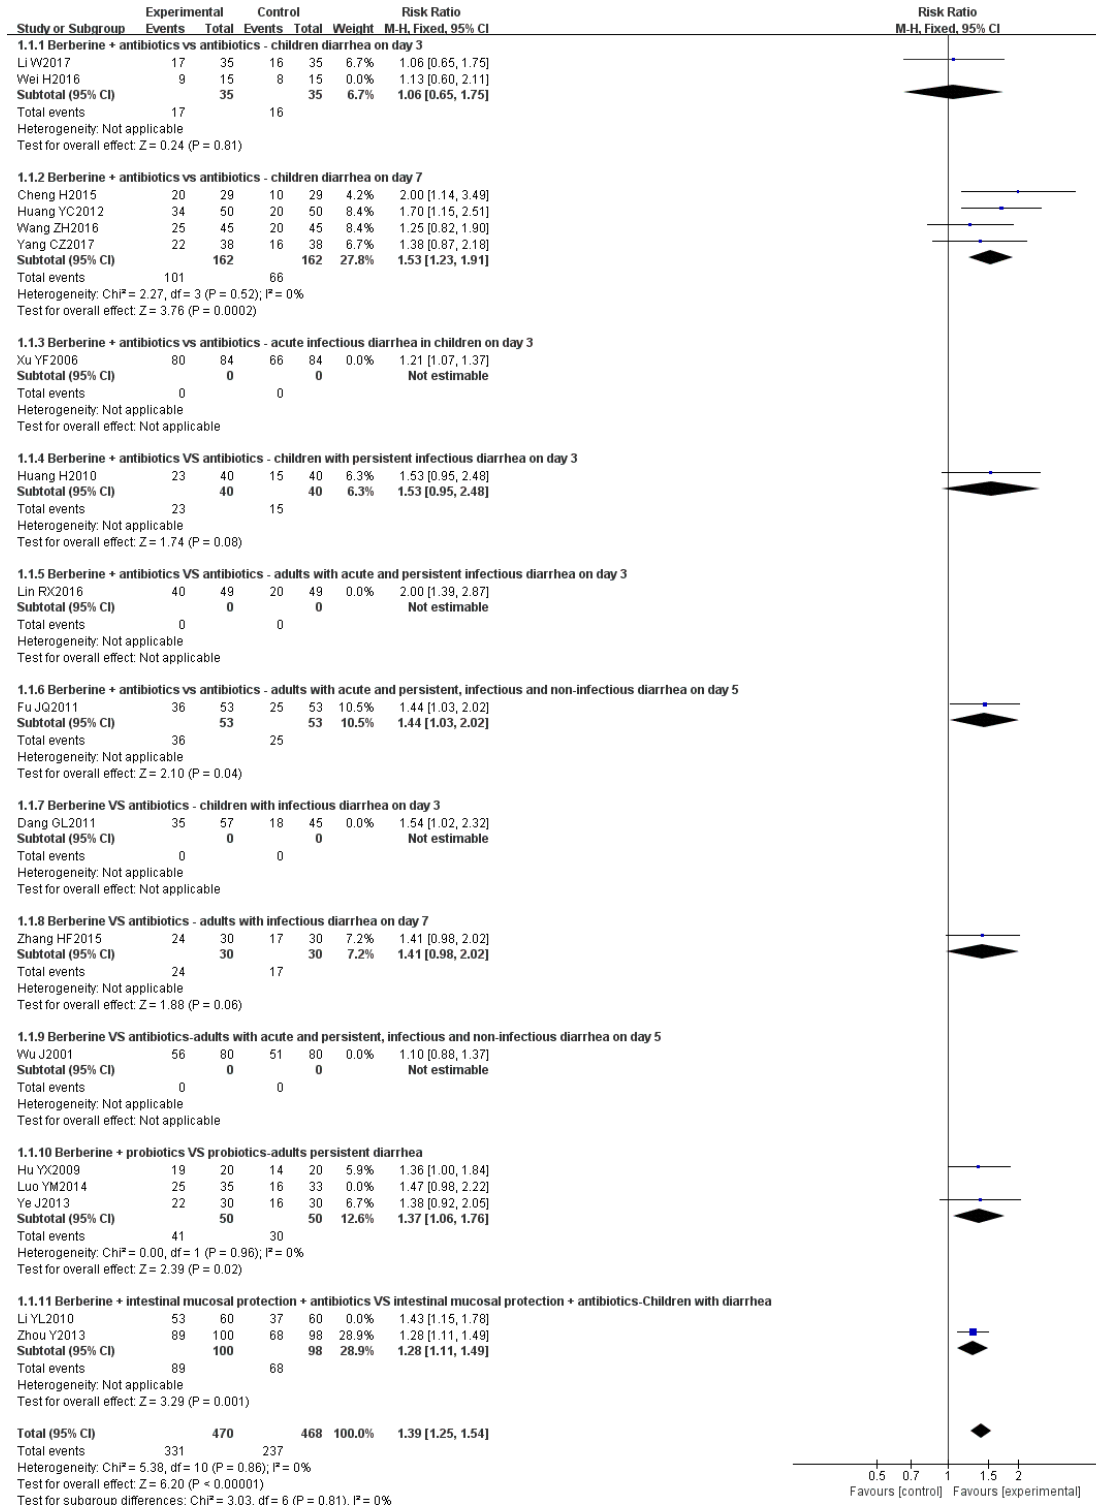 Experimental Control Risk Ratio Risk Ratio
Study or Subgroup Events Total Events Total Weight M-H, Fixed, 95% CI M-H, Fixed, 95% CI
1.1.1 Berberine + antibiotics vs antibiotics - children diarrhea on day 3
Li W2017 17 35 16 35 6.7% 1.06 [0.65, 1.75]
Wei H2016 9 15 8 15 0.0% 1.13 [0.60, 2.11]
Subtotal (95% CI) 35 35 6.7% 1.06 [0.65, 1.75]
Total events 17 16
Heterogeneity: Not applicable
Test for overall effect: Z = 0.24 (P = 0.81)
1.1.2 Berberine + antibiotics vs antibiotics - children diarrhea on day 7
Cheng H2015 20 29 10 29 4.2% 2.00 [1.14, 3.49]
Huang YC2012 34 50 20 50 8.4% 1.70 [1.15, 2.51]
Wang ZH2016 25 45 20 45 8.4% 1.25 [0.82, 1.90]
Yang CZ2017 22 38 16 38 6.7% 1.38 [0.87, 2.18]
Subtotal (95% CI) 162 162 27.8% 1.53 [1.23, 1.91]
Total events 101 66
Heterogeneity: Chi² = 2.27, df = 3 (P = 0.52); I² = 0%
Test for overall effect: Z = 3.76 (P = 0.0002)
1.1.3 Berberine + antibiotics vs antibiotics - acute infectious diarrhea in children on day 3
Xu YF2006 80 84 66 84 0.0% 1.21 [1.07, 1.37]
Subtotal (95% CI) 0 0 Not estimable
Total events 0 0
Heterogeneity: Not applicable
Test for overall effect: Not applicable
1.1.4 Berberine + antibiotics VS antibiotics - children with persistent infectious diarrhea on day 3
Huang H2010 23 40 15 40 6.3% 1.53 [0.95, 2.48]
Subtotal (95% CI) 40 40 6.3% 1.53 [0.95, 2.48]
Total events 23 15
Heterogeneity: Not applicable
Test for overall effect: Z = 1.74 (P = 0.08)
1.1.5 Berberine + antibiotics VS antibiotics - adults with acute and persistent infectious diarrhea on day 3
Lin RX2016 40 49 20 49 0.0% 2.00 [1.39, 2.87]
Subtotal (95% CI) 0 0 Not estimable
Total events 0 0
Heterogeneity: Not applicable
Test for overall effect: Not applicable
1.1.6 Berberine + antibiotics vs antibiotics - adults with acute and persistent, infectious and non-infectious diarrhea on day 5
Fu JQ2011 36 53 25 53 10.5% 1.44 [1.03, 2.02]
Subtotal (95% CI) 53 53 10.5% 1.44 [1.03, 2.02]
Total events 36 25
Heterogeneity: Not applicable
Test for overall effect: Z = 2.10 (P = 0.04)
1.1.7 Berberine VS antibiotics - children with infectious diarrhea on day 3
Dang GL2011 35 57 18 45 0.0% 1.54 [1.02, 2.32]
Subtotal (95% CI) 0 0 Not estimable
Total events 0 0
Heterogeneity: Not applicable
Test for overall effect: Not applicable
1.1.8 Berberine VS antibiotics - adults with infectious diarrhea on day 7
Zhang HF2015 24 30 17 30 7.2% 1.41 [0.98, 2.02]
Subtotal (95% CI) 30 30 7.2% 1.41 [0.98, 2.02]
Total events 24 17
Heterogeneity: Not applicable
Test for overall effect: Z = 1.88 (P = 0.06)
1.1.9 Berberine VS antibiotics-adults with acute and persistent, infectious and non-infectious diarrhea on day 5
Wu J2001 56 80 51 80 0.0% 1.10 [0.88, 1.37]
Subtotal (95% CI) 0 0 Not estimable
Total events 0 0
Heterogeneity: Not applicable
Test for overall effect: Not applicable
1.1.10 Berberine + probiotics VS probiotics-adults persistent diarrhea
Hu YX2009 19 20 14 20 5.9% 1.36 [1.00, 1.84]
Luo YM2014 25 35 16 33 0.0% 1.47 [0.98, 2.22]
Ye J2013 22 30 16 30 6.7% 1.38 [0.92, 2.05]
Subtotal (95% CI) 50 50 12.6% 1.37 [1.06, 1.76]
Total events 41 30
Heterogeneity: Chi² = 0.00, df = 1 (P = 0.96); I² = 0%
Test for overall effect: Z = 2.39 (P = 0.02)
1.1.11 Berberine + intestinal mucosal protection + antibiotics VS intestinal mucosal protection + antibiotics-Children with diarrhea
Li YL2010 53 60 37 60 0.0% 1.43 [1.15, 1.78]
Zhou Y2013 89 100 68 98 28.9% 1.28 [1.11, 1.49]
Subtotal (95% CI) 100 98 28.9% 1.28 [1.11, 1.49]
Total events 89 68
Heterogeneity: Not applicable
Test for overall effect: Z = 3.29 (P = 0.001)
Total (95% CI) 470 468 100.0% 1.39 [1.25, 1.54]
Total events 331 237
Heterogeneity: Chi² = 5.38, df = 10 (P = 0.86); I² = 0%
Test for overall effect: Z = 6.20 (P < 0.00001)
Test for subgroup differences: Chi² = 3.03, df = 6 (P = 0.81), I² = 0%
0.5 0.7 1 1.5 2
Favours [control] Favours [experimental]